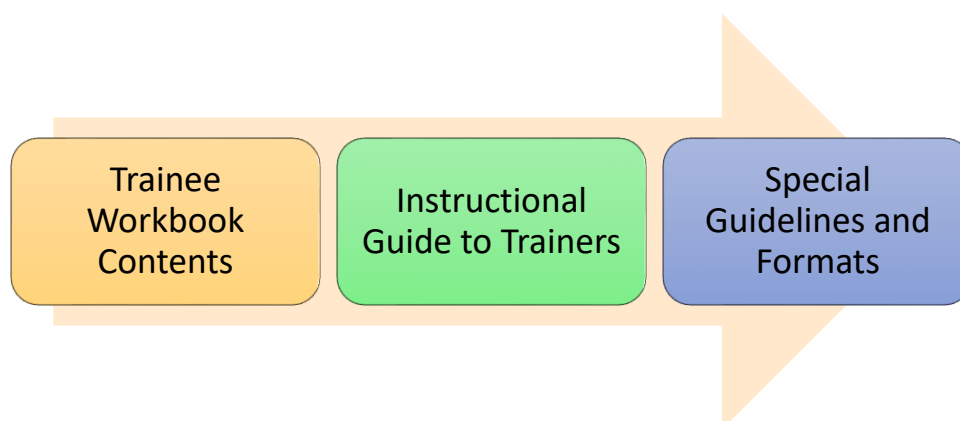 Trainee
Workbook
Contents
Instructional
Guide to Trainers
Special
Guidelines and
Formats